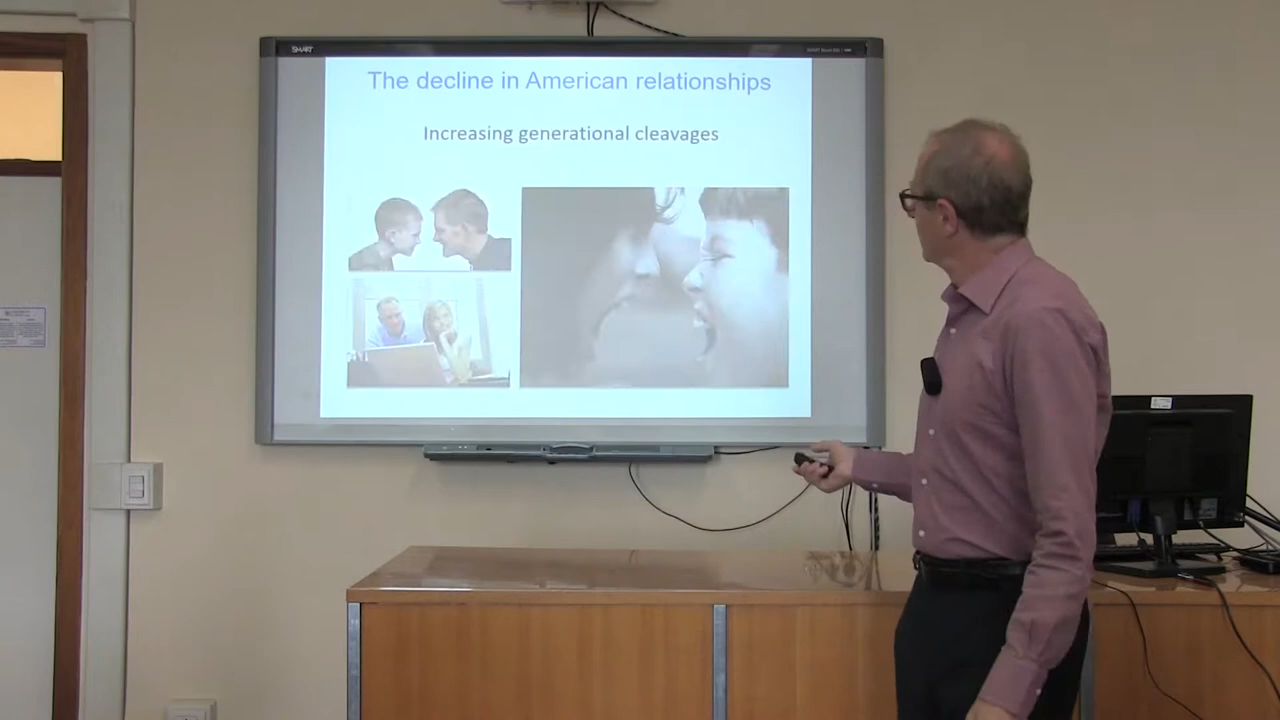 SMART
The decline in American relationships
Increasing generational cleavages